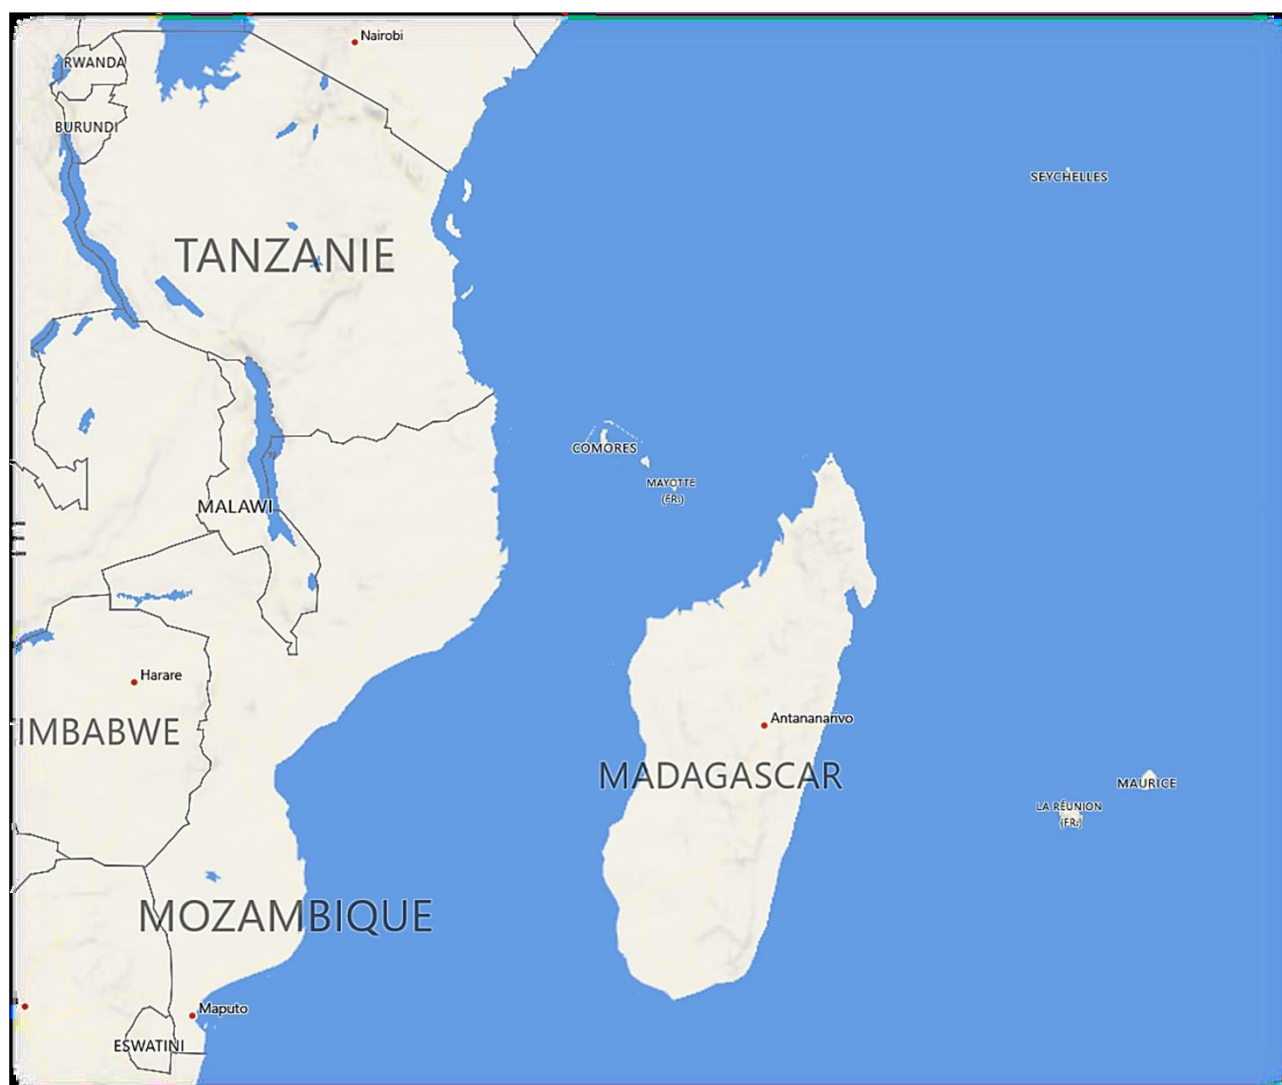 Nairobi
RWANDA
BURUNDI
SEYCHELLES
TANZANIE
COMORES
MAYOTTE
(FR.)
MALAWI
Harare
IMBABWE
Antananarivo
MADAGASCAR
MAURICE
LA RÉUNION
(FR.)
MOZAMBIQUE
Maputo
ESWATINI